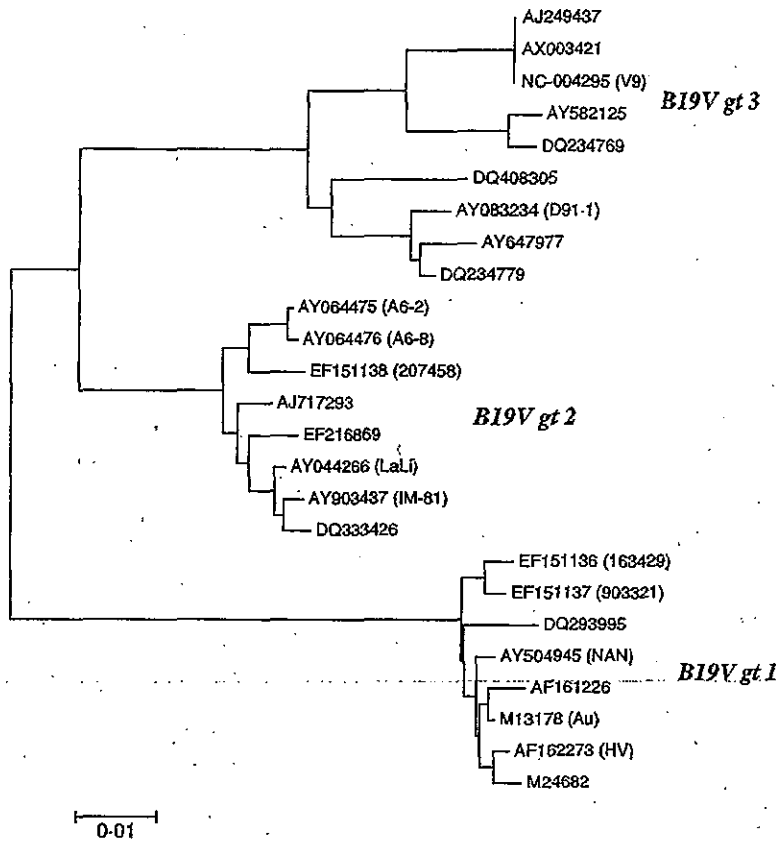 AJ249437
AX003421
NC-004295 (V9)
B19V gt 3
AY582125
DQ234769
DQ408305
AY083234 (D91-1)
AY647977
DQ234779
AY064475 (A6-2)
AY064476 (A6-8)
EF151138 (207458)
AJ717293
B19V gt 2
EF216869
AY044266 (LaLi)
AY903437 (IM-81)
DQ333426
EF151136 (163429)
EF151137 (903321)
DQ293995
AY504945 (NAN)
B19V gt 1
AF161226
M13178 (Au)
AF162273 (HV)
M24682
0·01